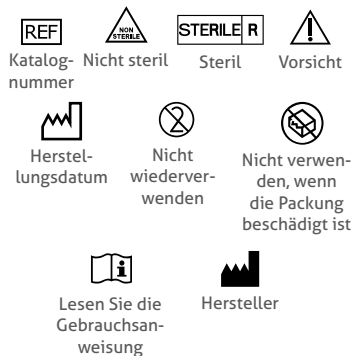 REF
NON
STERILE
STERILE R
Katalog-
nummer
Nicht steril
Steril
Vorsicht
2
Herstel-
lungsdatum
Nicht
wiederver-
wenden
Nicht verwen-
den, wenn
die Packung
beschädigt ist
i
Lesen Sie die
Gebrauchsan-
weisung
Hersteller